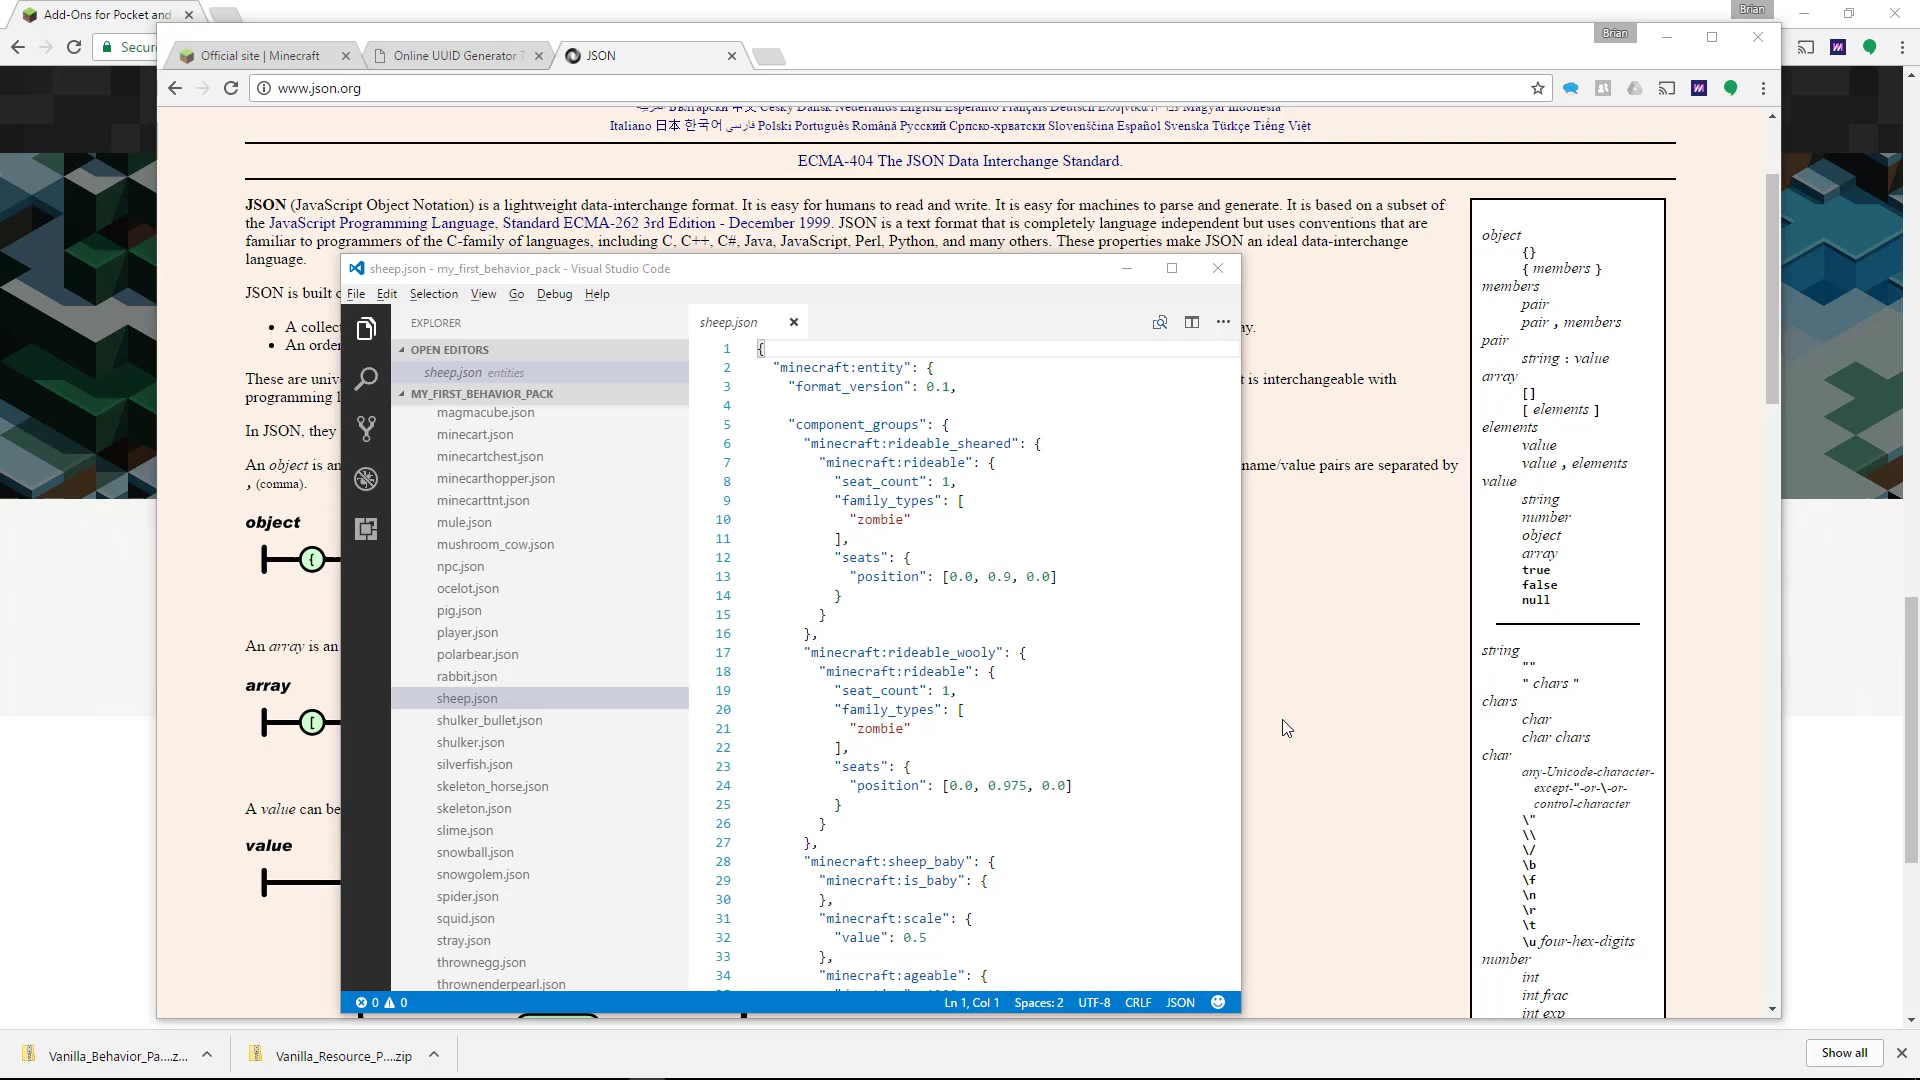 Add-Ons for Pocket and
Brian
Secure
Brian
Official site | Minecraft
Online UUID Generator T
JSON
www.json.org
Italiano 日本 한국어 فارسی Polski Português Română Русский Српско-хрватски Slovenščina Español Svenska Türkçe Tiếng Việt
ECMA-404 The JSON Data Interchange Standard.
JSON (JavaScript Object Notation) is a lightweight data-interchange format. It is easy for humans to read and write. It is easy for machines to parse and generate. It is based on a subset of
the JavaScript Programming Language, Standard ECMA-262 3rd Edition - December 1999. JSON is a text format that is completely language independent but uses conventions that are
familiar to programmers of the C-family of languages, including C, C++, C#, Java, JavaScript, Perl, Python, and many others. These properties make JSON an ideal data-interchange
language.
JSON is built o
• A collect
ay.
• An order
These are univ
t is interchangeable with
programming l
In JSON, they
An object is an
name/value pairs are separated by
, (comma).
object
{
An array is an
array
[
A value can be
value
sheep.json - my_first_behavior_pack - Visual Studio Code
File Edit Selection View Go Debug Help
EXPLORER
OPEN EDITORS
sheep.json entities
MY_FIRST_BEHAVIOR_PACK
magmacube.json
minecart.json
minecartchest.json
minecarthopper.json
minecarttnt.json
mule.json
mushroom_cow.json
npc.json
ocelot.json
pig.json
player.json
polarbear.json
rabbit.json
sheep.json
shulker_bullet.json
shulker.json
silverfish.json
skeleton_horse.json
skeleton.json
slime.json
snowball.json
snowgolem.json
spider.json
squid.json
stray.json
thrownegg.json
thrownenderpearl.json
sheep.json
1 {
2 "minecraft:entity": {
3 "format_version": 0.1,
4
5 "component_groups": {
6 "minecraft:rideable_sheared": {
7 "minecraft:rideable": {
8 "seat_count": 1,
9 "family_types": [
10 "zombie"
11 ],
12 "seats": {
13 "position": [0.0, 0.9, 0.0]
14 }
15 }
16 },
17 "minecraft:rideable_wooly": {
18 "minecraft:rideable": {
19 "seat_count": 1,
20 "family_types": [
21 "zombie"
22 ],
23 "seats": {
24 "position": [0.0, 0.975, 0.0]
25 }
26 }
27 },
28 "minecraft:sheep_baby": {
29 "minecraft:is_baby": {
30 },
31 "minecraft:scale": {
32 "value": 0.5
33 },
34 "minecraft:ageable": {
0 0
Ln 1, Col 1 Spaces: 2 UTF-8 CRLF JSON
object
{}
{ members }
members
pair
pair , members
pair
string : value
array
[]
[ elements ]
elements
value
value , elements
value
string
number
object
array
true
false
null
string
""
" chars "
chars
char
char chars
char
any-Unicode-character-
except-"-or-\-or-
control-character
\"
\\
\/
\b
\f
\n
\r
\t
\u four-hex-digits
number
int
int frac
int exp
Vanilla_Behavior_Pa....z...
Vanilla_Resource_P....zip
Show all